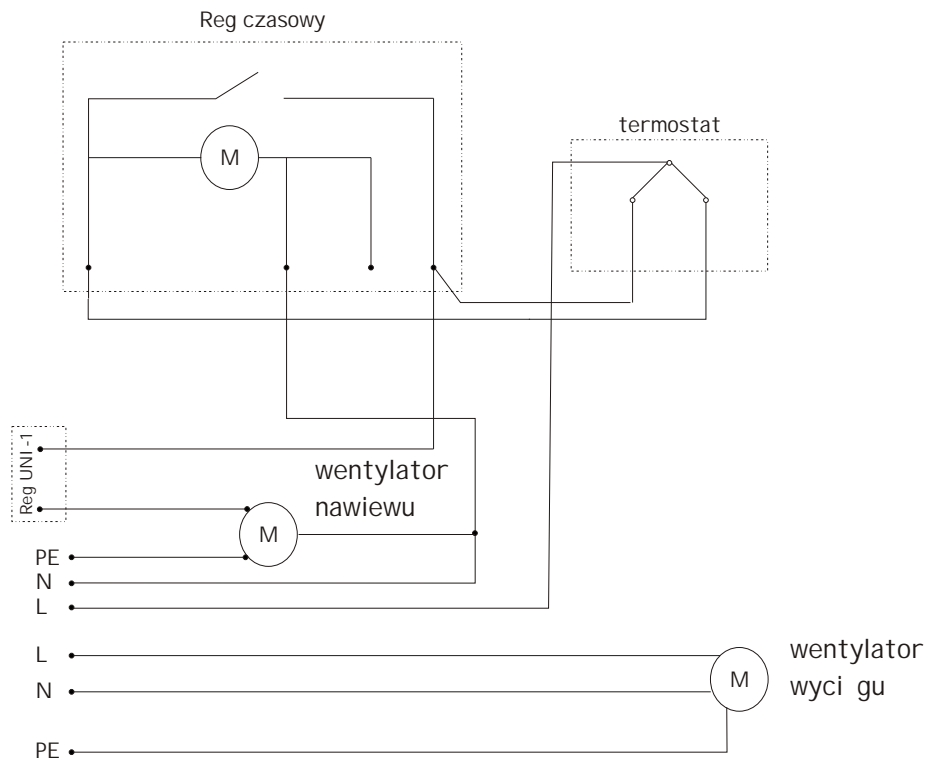 Reg czasowy
M
termostat
Reg UNI-1
wentylator
nawiewu
M
PE
N
L
L
N
PE
M
wentylator
wyci gu